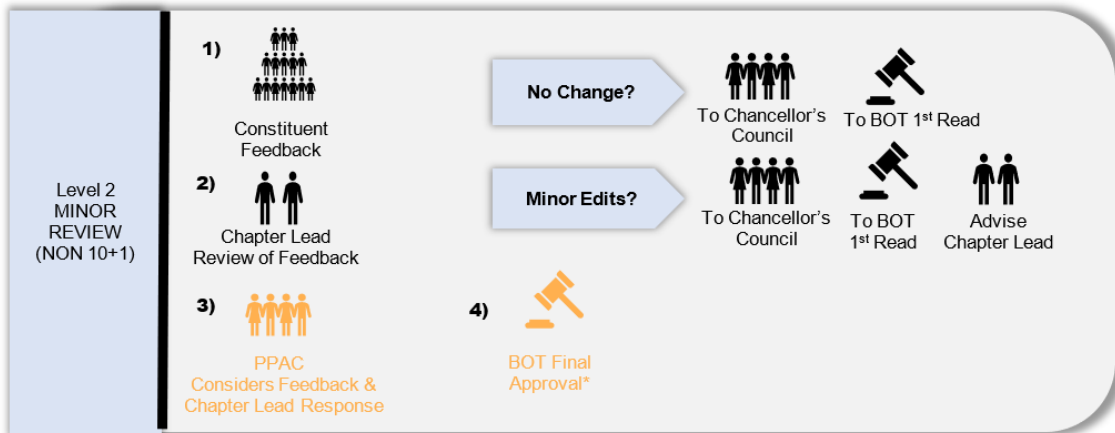 Level 2
MINOR
REVIEW
(NON 10+1)
1)
Constituent
Feedback
2)
Chapter Lead
Review of Feedback
3)
PPAC
Considers Feedback &
Chapter Lead Response
No Change?
To Chancellor's
Council
To BOT 1st Read
Minor Edits?
To Chancellor's
Council
To BOT
1st Read
Advise
Chapter Lead
4)
BOT Final
Approval*